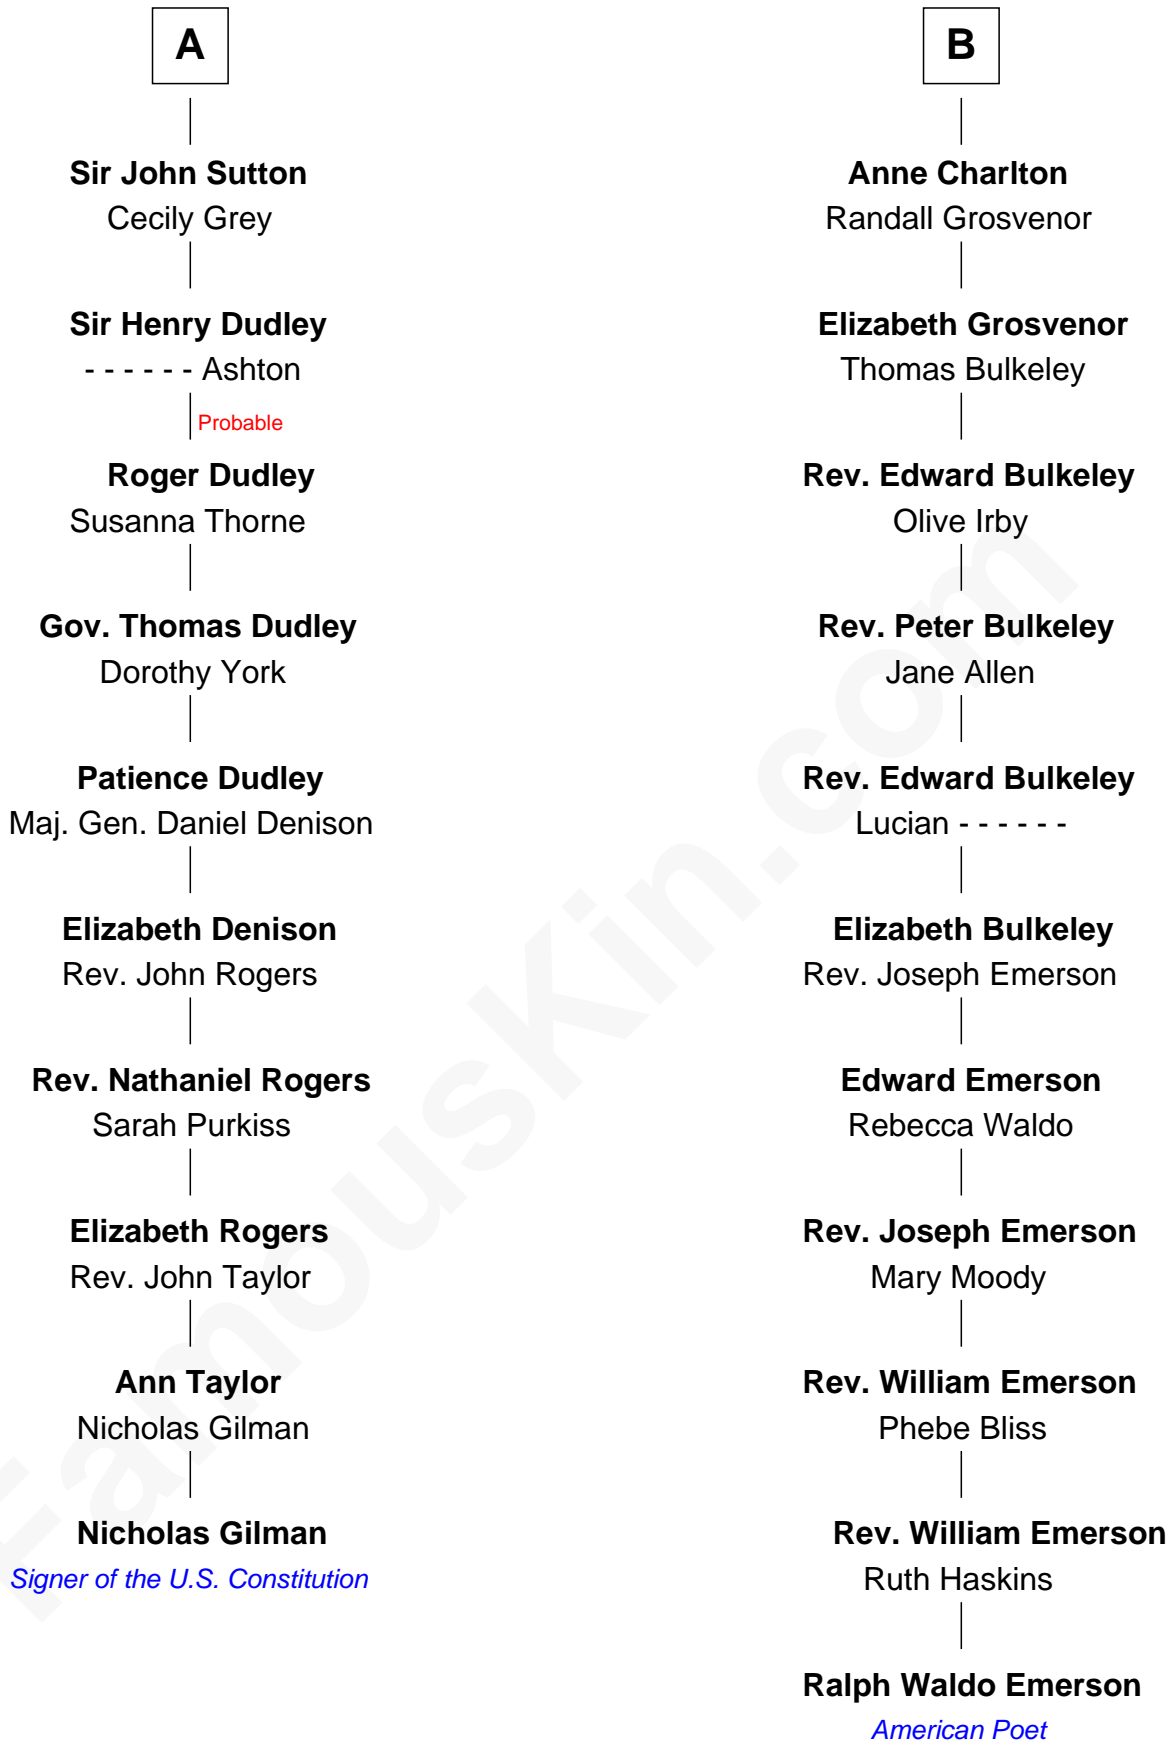 A
Sir John Sutton
Cecily Grey
Sir Henry Dudley
- - - - - - Ashton
Probable
Roger Dudley
Susanna Thorne
Gov. Thomas Dudley
Dorothy York
Patience Dudley
Maj. Gen. Daniel Denison
Elizabeth Denison
Rev. John Rogers
Rev. Nathaniel Rogers
Sarah Purkiss
Elizabeth Rogers
Rev. John Taylor
Ann Taylor
Nicholas Gilman
Nicholas Gilman
Signer of the U.S. Constitution
B
Anne Charlton
Randall Grosvenor
Elizabeth Grosvenor
Thomas Bulkeley
Rev. Edward Bulkeley
Olive Irby
Rev. Peter Bulkeley
Jane Allen
Rev. Edward Bulkeley
Lucian - - - - - -
Elizabeth Bulkeley
Rev. Joseph Emerson
Edward Emerson
Rebecca Waldo
Rev. Joseph Emerson
Mary Moody
Rev. William Emerson
Phebe Bliss
Rev. William Emerson
Ruth Haskins
Ralph Waldo Emerson
American Poet
FamousKin.com